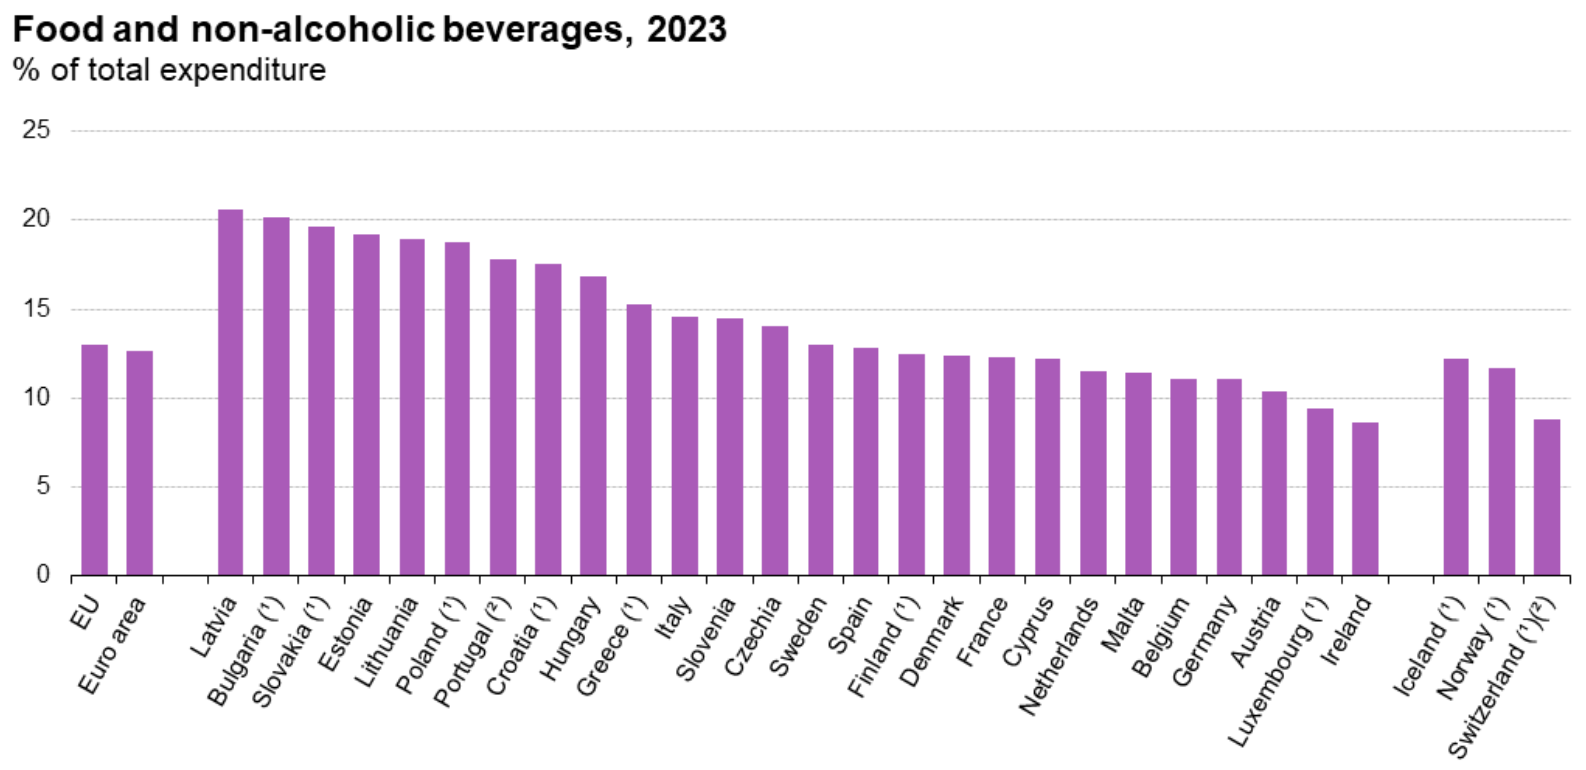 Food and non-alcoholic beverages, 2023
% of total expenditure
25
20
15
10
5
0
EU
Euro area
Latvia
Bulgaria (¹)
Slovakia (¹)
Estonia
Lithuania
Poland (¹)
Portugal (²)
Croatia (¹)
Hungary
Greece (¹)
Italy
Slovenia
Czechia
Sweden
Spain
Finland (¹)
Denmark
France
Cyprus
Netherlands
Malta
Belgium
Germany
Austria
Luxembourg (¹)
Ireland
Iceland (¹)
Norway (¹)
Switzerland (¹)(²)